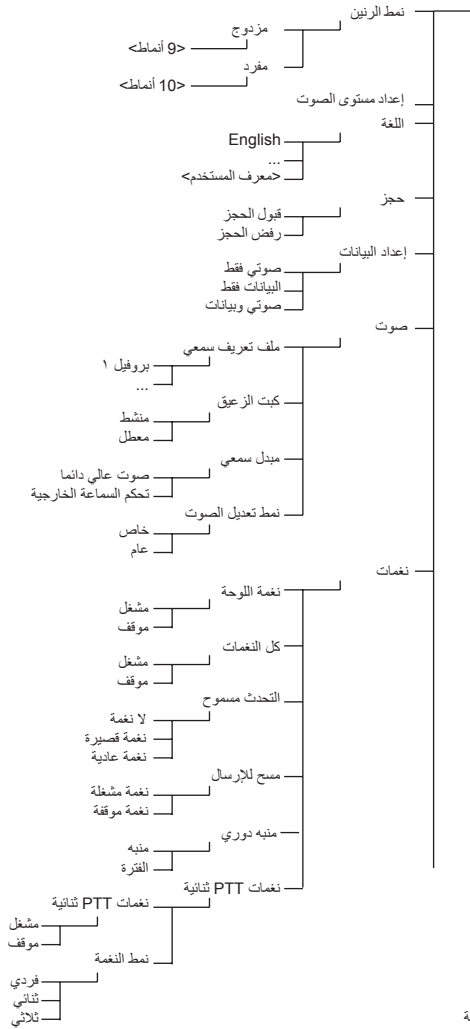 نمط الرنين
مزدوج
<9 أنماط>
مفرد
<10 أنماط>
إعداد مستوى الصوت
اللغة
English
...
<معرف المستخدم>
حجز
قبول الحجز
رفض الحجز
إعداد البيانات
صوتي فقط
البيانات فقط
صوتي وبيانات
صوت
ملف تعريف سمعي
بروفيل ١
...
كبت الزعيق
منشط
معطل
مبدل سمعي
صوت عالي دائما
تحكم السماعة الخارجية
نمط تعديل الصوت
خاص
عام
نغمات
نغمة اللوحة
مشغل
موقف
كل النغمات
مشغل
موقف
التحدث مسموح
لا نغمة
نغمة قصيرة
نغمة عادية
مسح للإرسال
نغمة مشغلة
نغمة موقفة
منبه دوري
منبه
الفترة
نغمات PTT ثنائية
نغمات PTT ثنائية
مشغل
موقف
نمط النغمة
فردي
ثنائي
ثلاثي